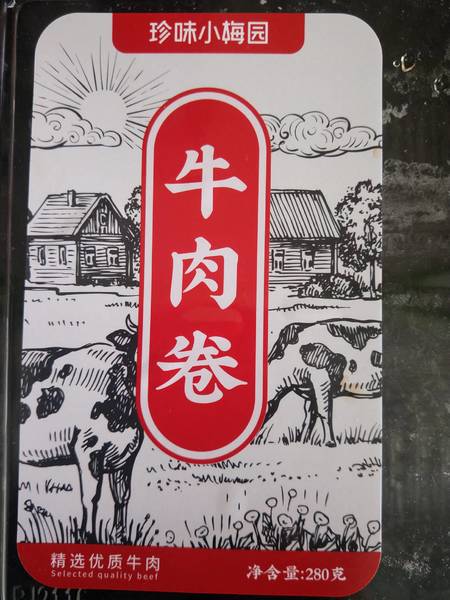 珍味小梅园
牛肉卷
精选优质牛肉
Selected quality beef
净含量:280克